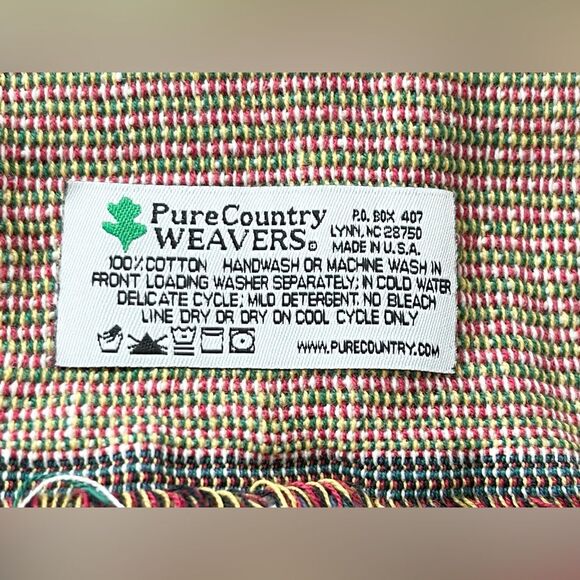 PureCountry P.O. BOX 407
WEAVERS® LYNN, NC 28750
MADE IN U.S.A.
100% COTTON HANDWASH OR MACHINE WASH IN
FRONT LOADING WASHER SEPARATELY; IN COLD WATER
DELICATE CYCLE; MILD DETERGENT. NO BLEACH
LINE DRY OR DRY ON COOL CYCLE ONLY
WWW.PURECOUNTRY.COM